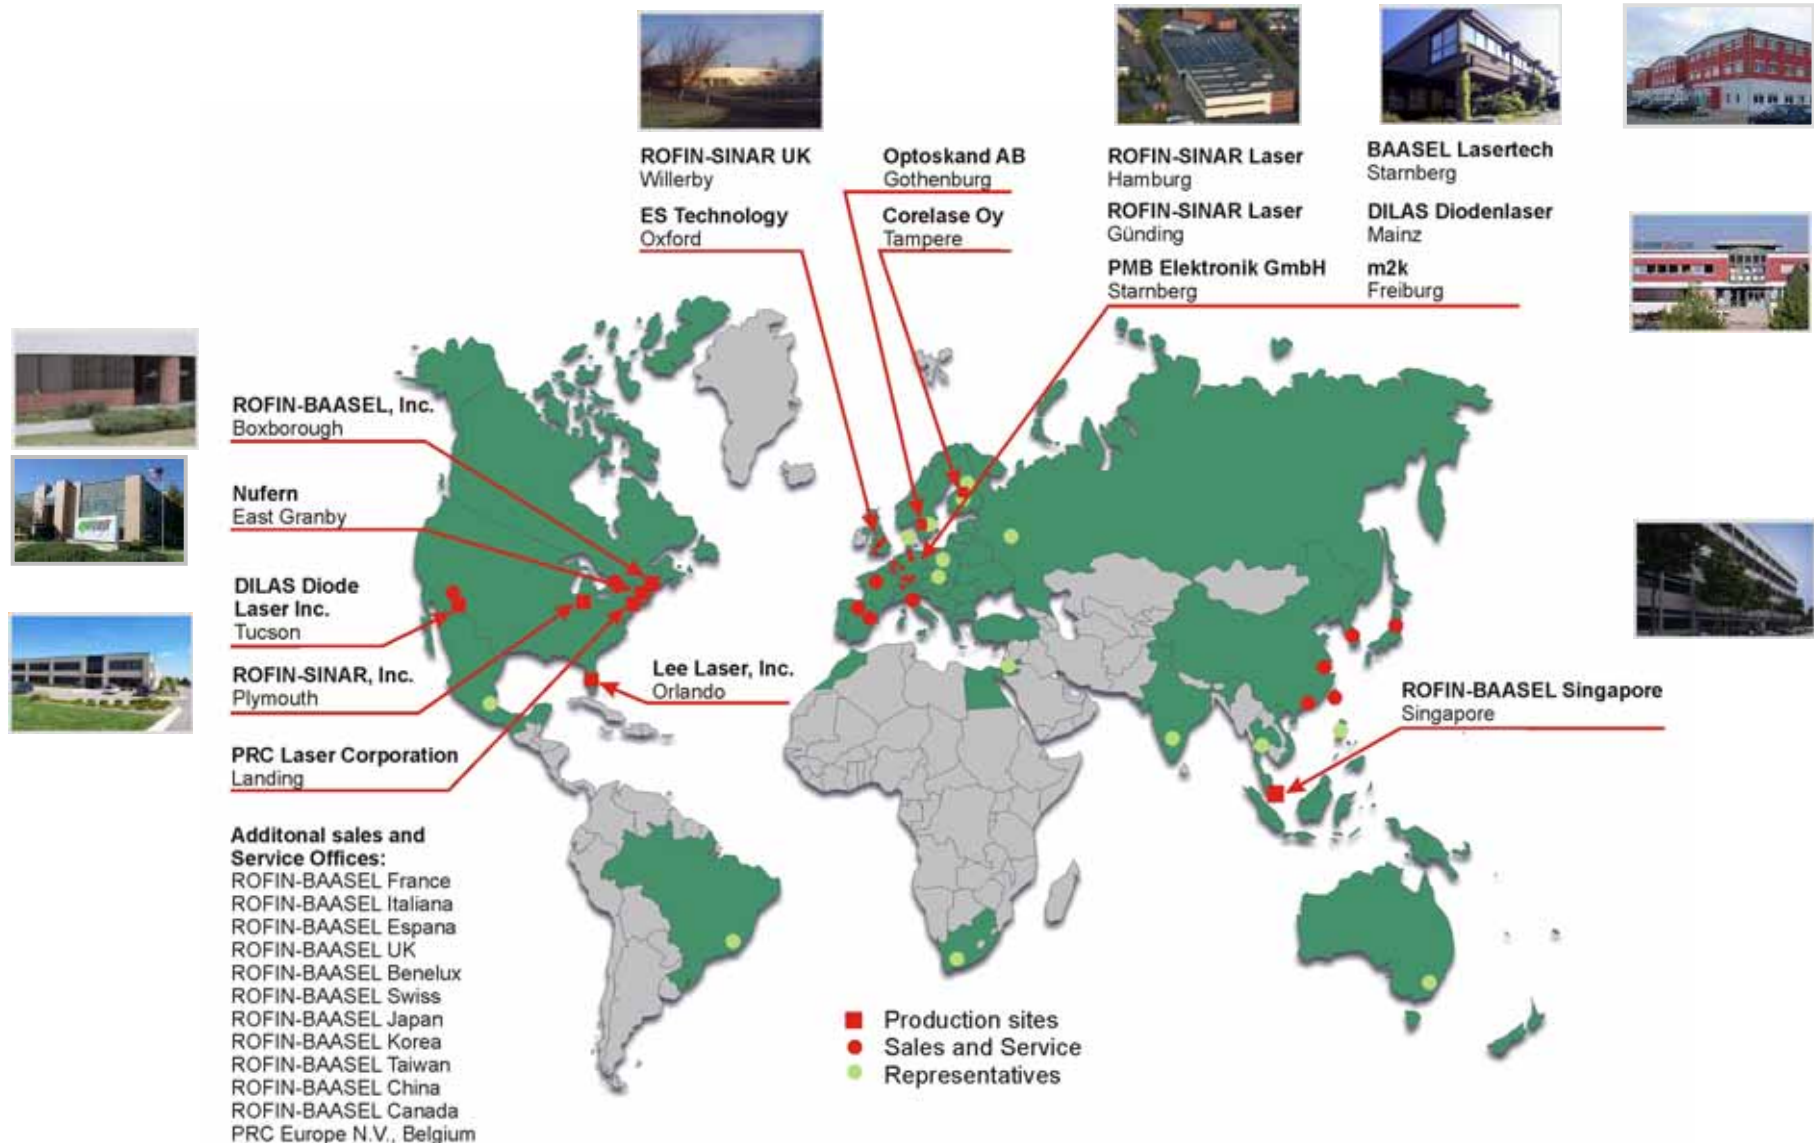 ROFIN-SINAR UK
Willerby
ES Technology
Oxford
Optoskand AB
Gothenburg
Corelase Oy
Tampere
ROFIN-SINAR Laser
Hamburg
ROFIN-SINAR Laser
Günding
PMB Elektronik GmbH
Starnberg
BAASEL Lasertech
Starnberg
DILAS Diodenlaser
Mainz
m2k
Freiburg
ROFIN-BAASEL, Inc.
Boxborough
Nufern
East Granby
DILAS Diode
Laser Inc.
Tucson
ROFIN-SINAR, Inc.
Plymouth
Lee Laser, Inc.
Orlando
PRC Laser Corporation
Landing
ROFIN-BAASEL Singapore
Singapore
Additonal sales and
Service Offices:
ROFIN-BAASEL France
ROFIN-BAASEL Italiana
ROFIN-BAASEL Espana
ROFIN-BAASEL UK
ROFIN-BAASEL Benelux
ROFIN-BAASEL Swiss
ROFIN-BAASEL Japan
ROFIN-BAASEL Korea
ROFIN-BAASEL Taiwan
ROFIN-BAASEL China
ROFIN-BAASEL Canada
PRC Europe N.V., Belgium
Production sites
Sales and Service
Representatives